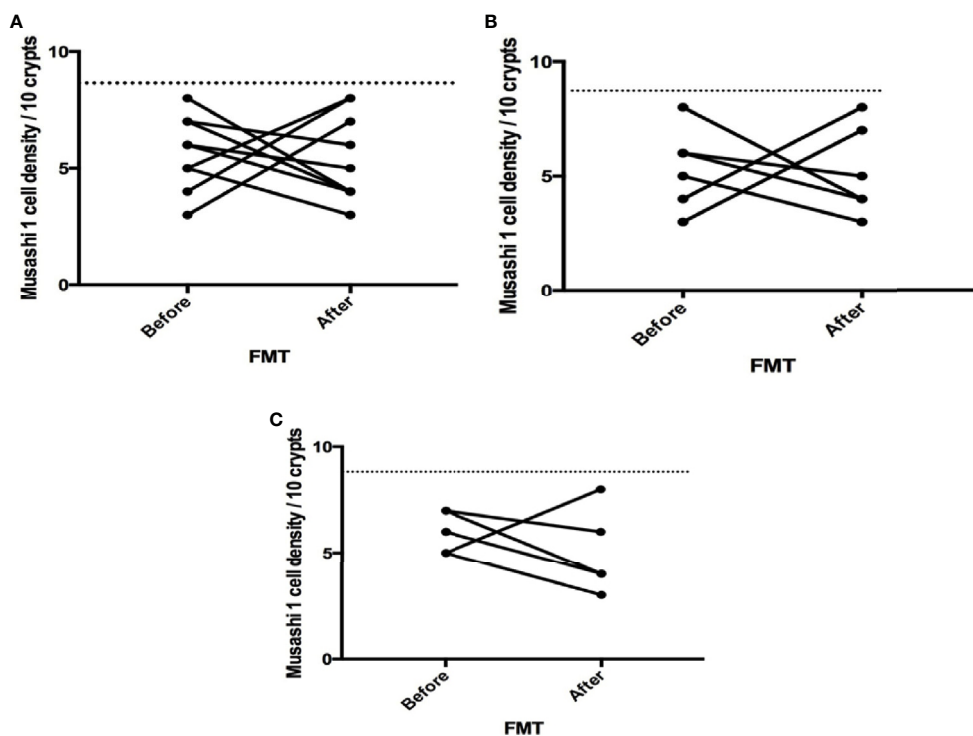 A
Musashi 1 cell density / 10 crypts
10
5
0
Before
After
FMT
B
Musashi 1 cell density / 10 crypts
10
5
0
Before
After
FMT
C
Musashi 1 cell density / 10 crypts
10
5
0
Before
After
FMT